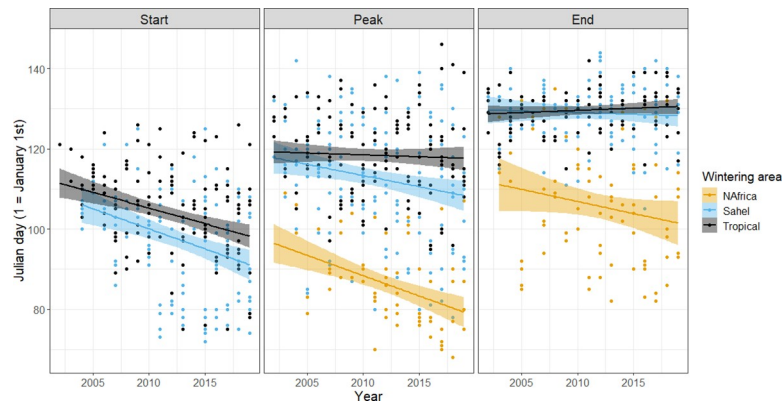 Start Peak End
Julian day (1 = January 1st)
140
120
100
80
Wintering area
NAfrica
Sahel
Tropical
2005 2010 2015 2005 2010 2015 2005 2010 2015
Year